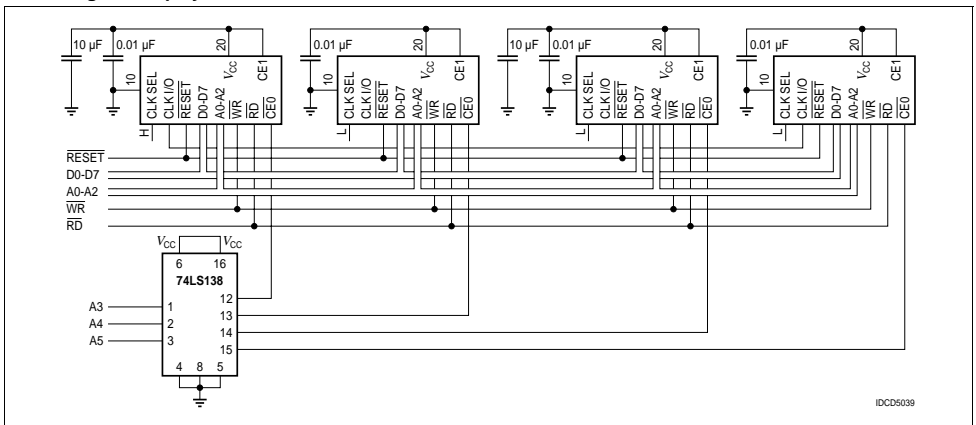 10 µF 0.01 µF 0.01 µF 10 µF 0.01 µF 0.01 µF
20 20 20 20
10 CLK SEL CLK I/O RESET D0-D7 A0-A2 WR RD CE0 VCC CE1
10 CLK SEL CLK I/O RESET D0-D7 A0-A2 WR RD CE0 VCC CE1
10 CLK SEL CLK I/O RESET D0-D7 A0-A2 WR RD CE0 VCC CE1
10 CLK SEL CLK I/O RESET D0-D7 A0-A2 WR RD CE0 VCC CE1
H L L L
RESET
D0-D7
A0-A2
WR
RD
VCC VCC
6 16
74LS138
12
A3 1 13
A4 2 14
A5 3 15
4 8 5
IDCD5039